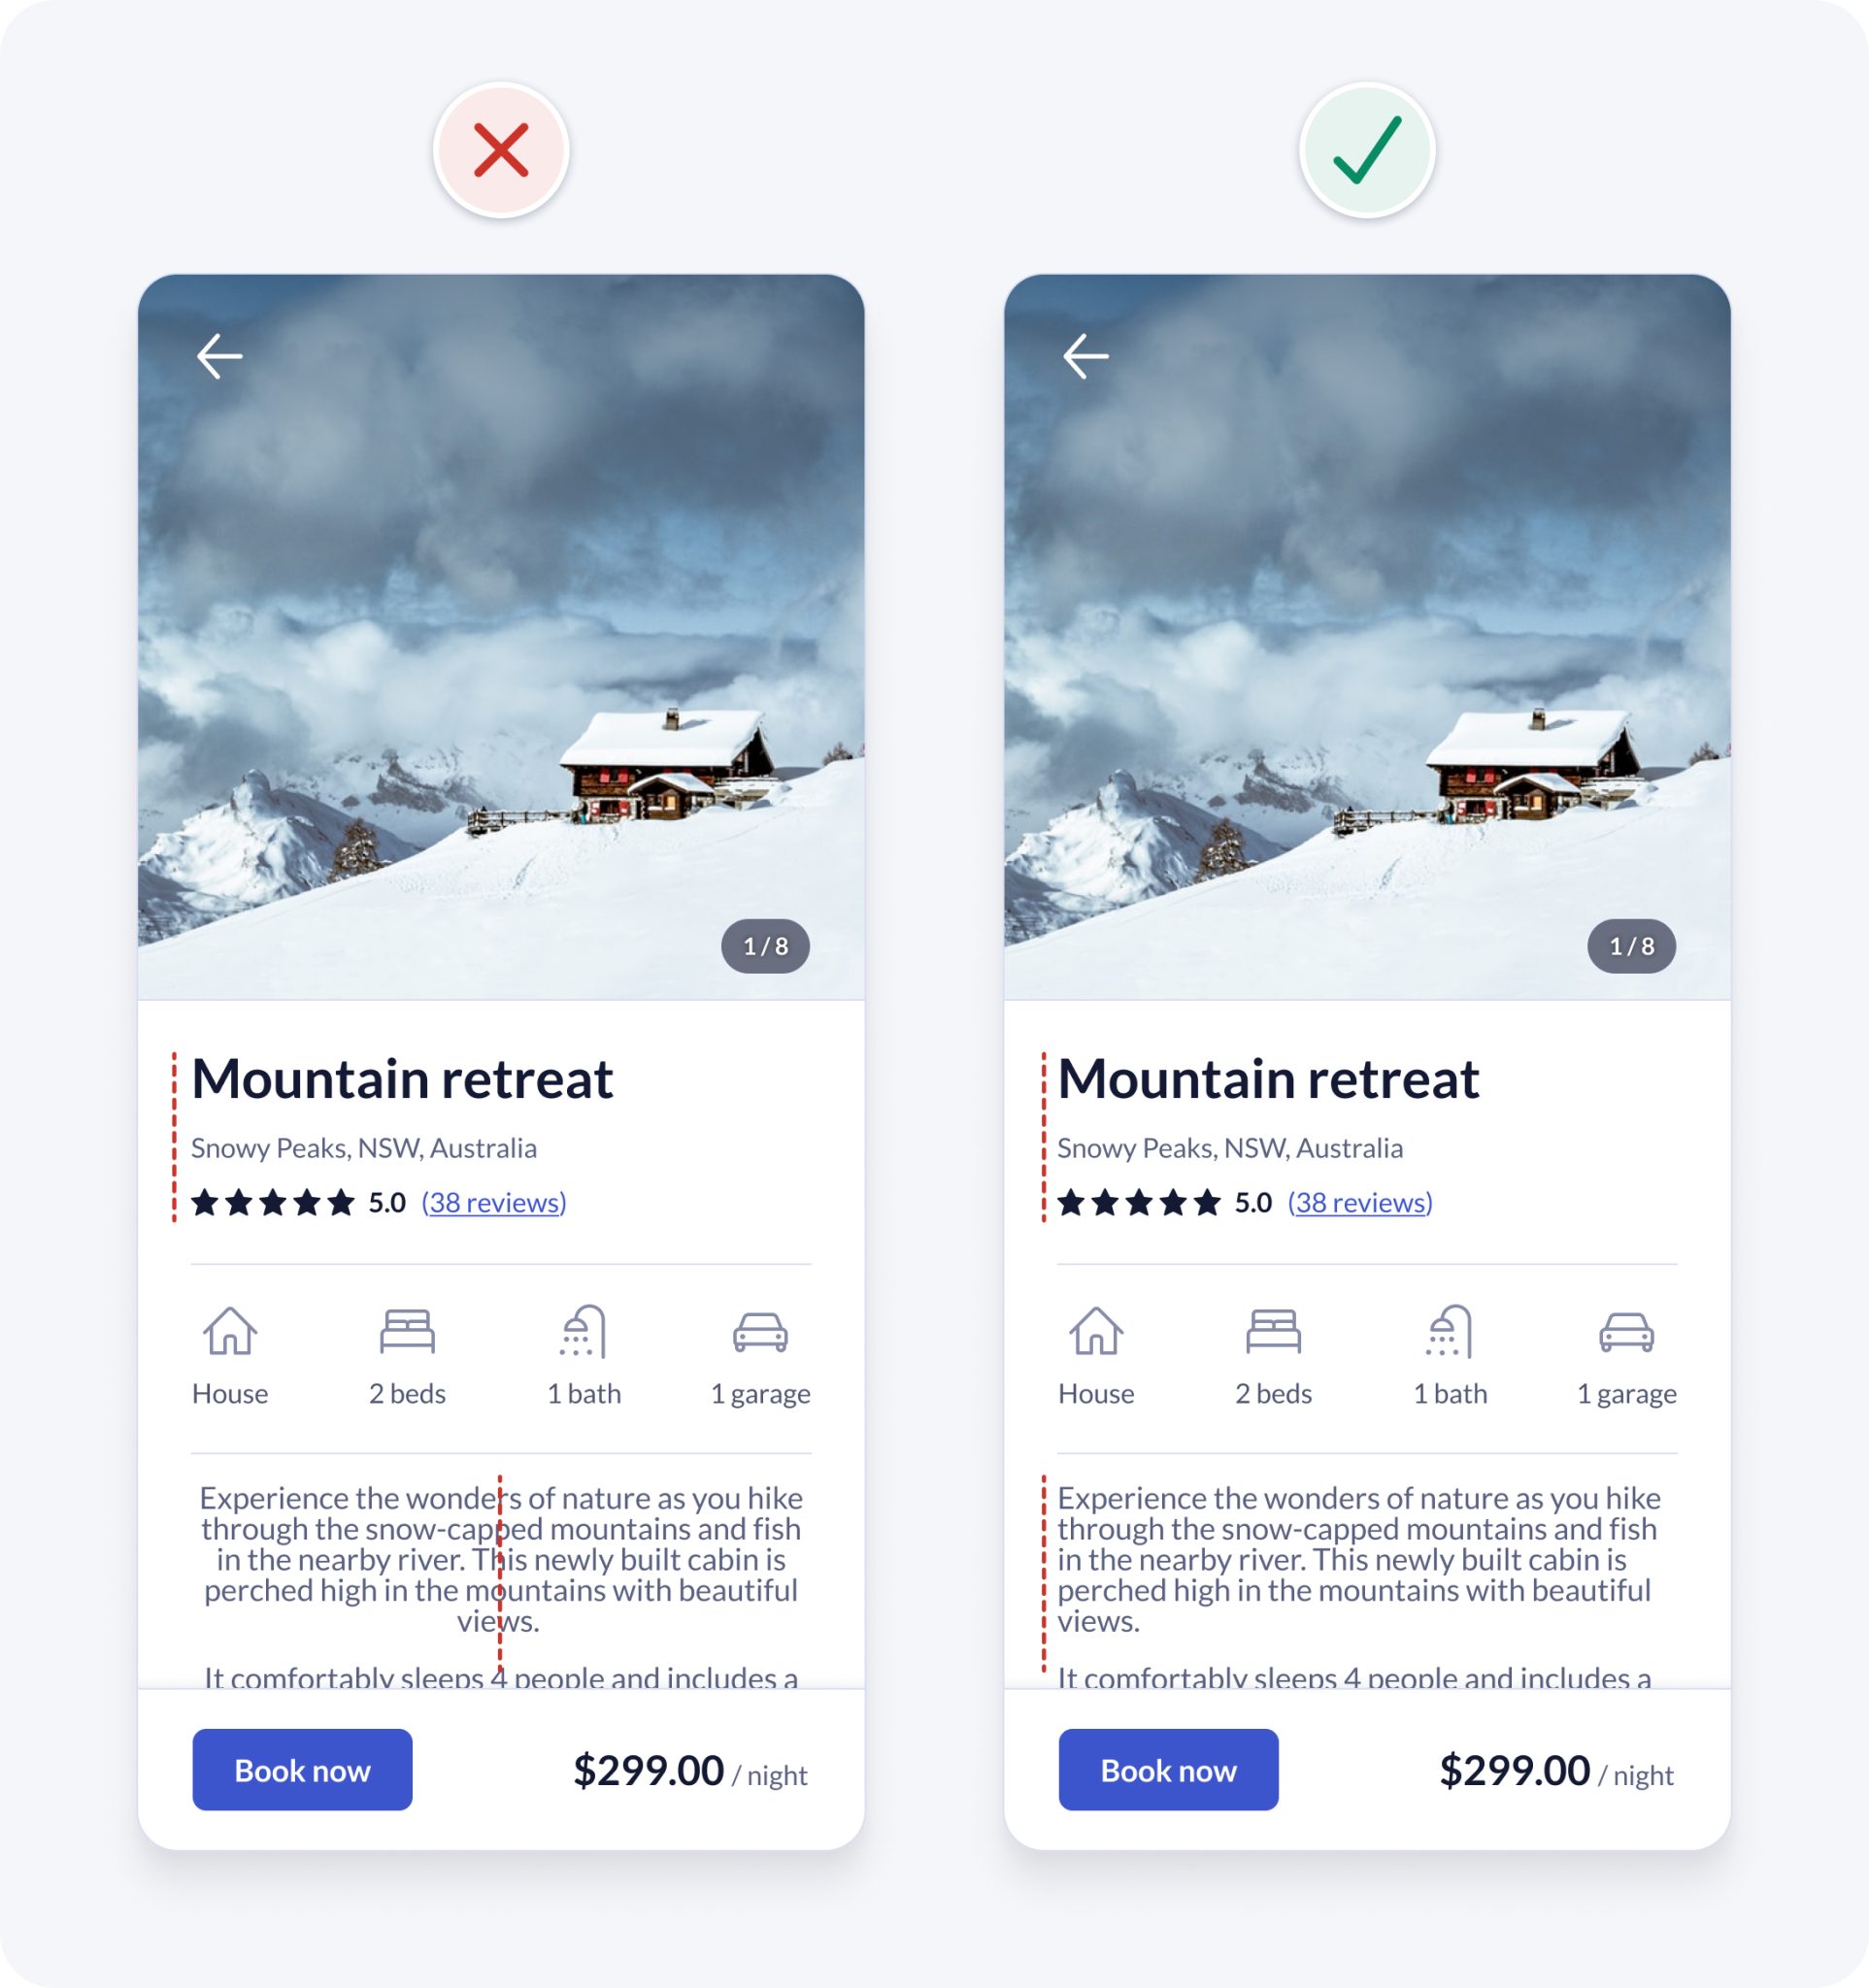 1 / 8
Mountain retreat
Snowy Peaks, NSW, Australia
5.0 (38 reviews)
House 2 beds 1 bath 1 garage
Experience the wonders of nature as you hike
through the snow-capped mountains and fish
in the nearby river. This newly built cabin is
perched high in the mountains with beautiful
views.
It comfortably sleeps 4 people and includes a
Book now $299.00 / night
1 / 8
Mountain retreat
Snowy Peaks, NSW, Australia
5.0 (38 reviews)
House 2 beds 1 bath 1 garage
Experience the wonders of nature as you hike
through the snow-capped mountains and fish
in the nearby river. This newly built cabin is
perched high in the mountains with beautiful
views.
It comfortably sleeps 4 people and includes a
Book now $299.00 / night